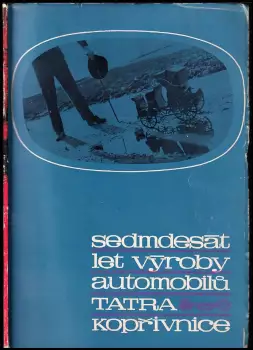 sedmdesát
let výroby
automobilů
TATRA
kopřivnice